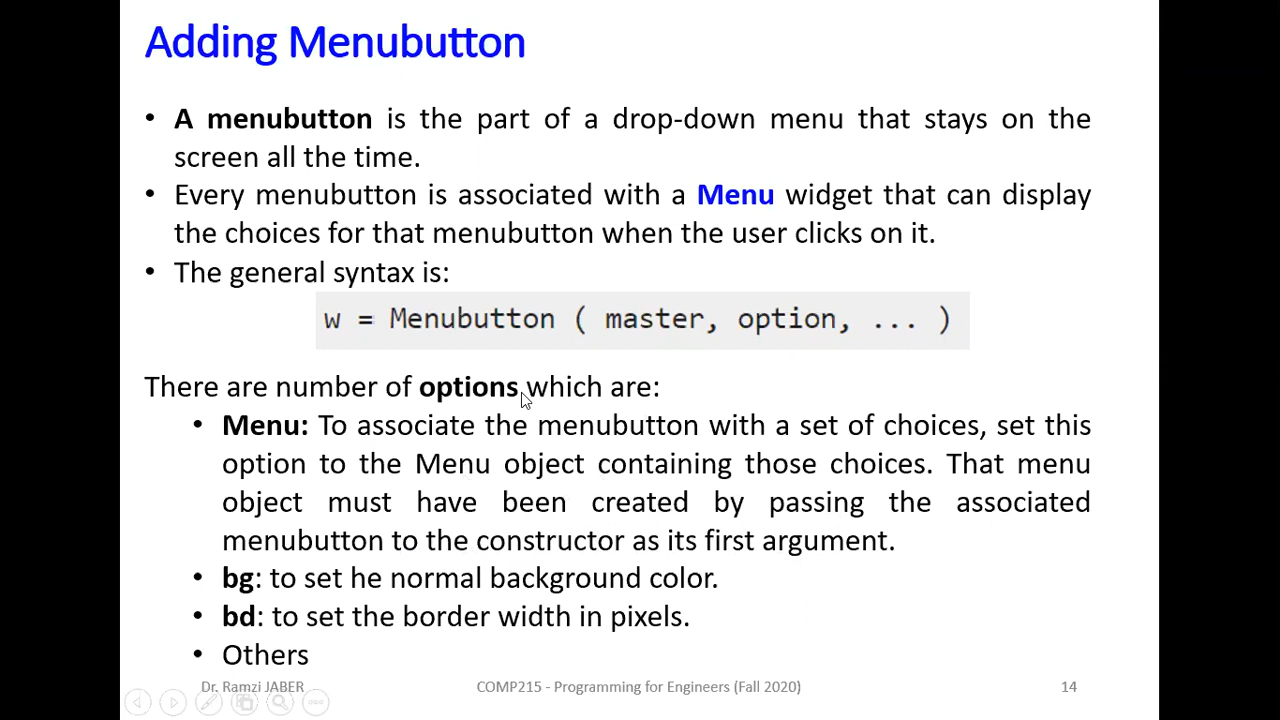 Adding Menubutton
• A menubutton is the part of a drop-down menu that stays on the
screen all the time.
• Every menubutton is associated with a Menu widget that can display
the choices for that menubutton when the user clicks on it.
• The general syntax is:
w = Menubutton ( master, option, ... )
There are number of options which are:
• Menu: To associate the menubutton with a set of choices, set this
option to the Menu object containing those choices. That menu
object must have been created by passing the associated
menubutton to the constructor as its first argument.
• bg: to set he normal background color.
• bd: to set the border width in pixels.
• Others
Dr. Ramzi JABER COMP215 - Programming for Engineers (Fall 2020) 14